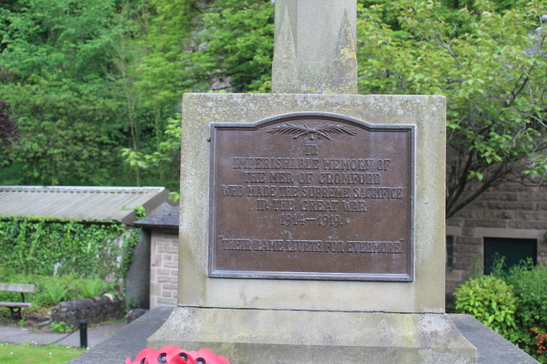 IN
IMPERISHABLE MEMORY OF
THE MEN OF CROMFORD
WHO MADE THE SUPREME SACRIFICE
IN THE GREAT WAR
1914—1919.
"THEIR NAME LIVETH FOR EVERMORE."